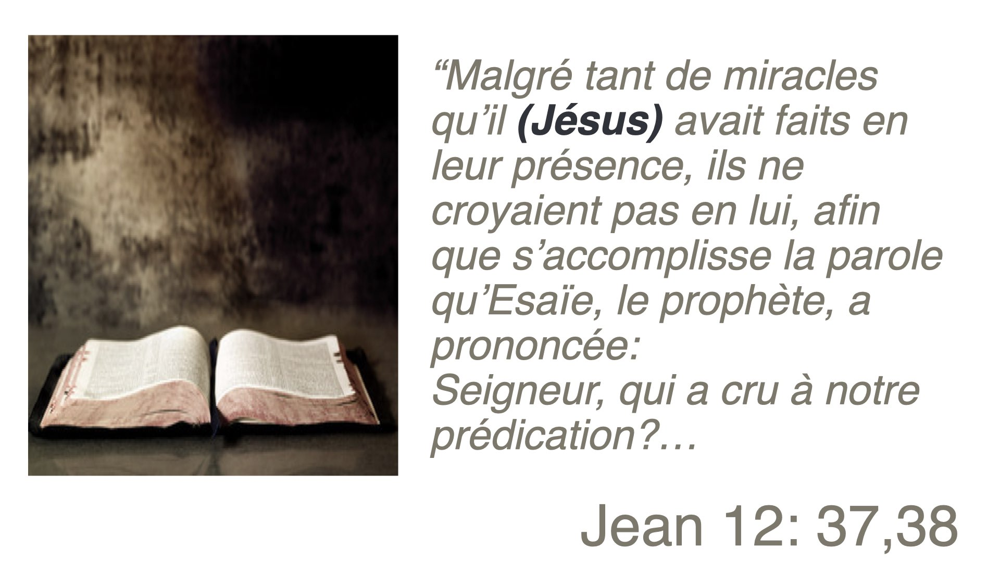 “Malgré tant de miracles
qu’il (Jésus) avait faits en
leur présence, ils ne
croyaient pas en lui, afin
que s’accomplisse la parole
qu’Esaïe, le prophète, a
prononcée:
Seigneur, qui a cru à notre
prédication?…
Jean 12: 37,38